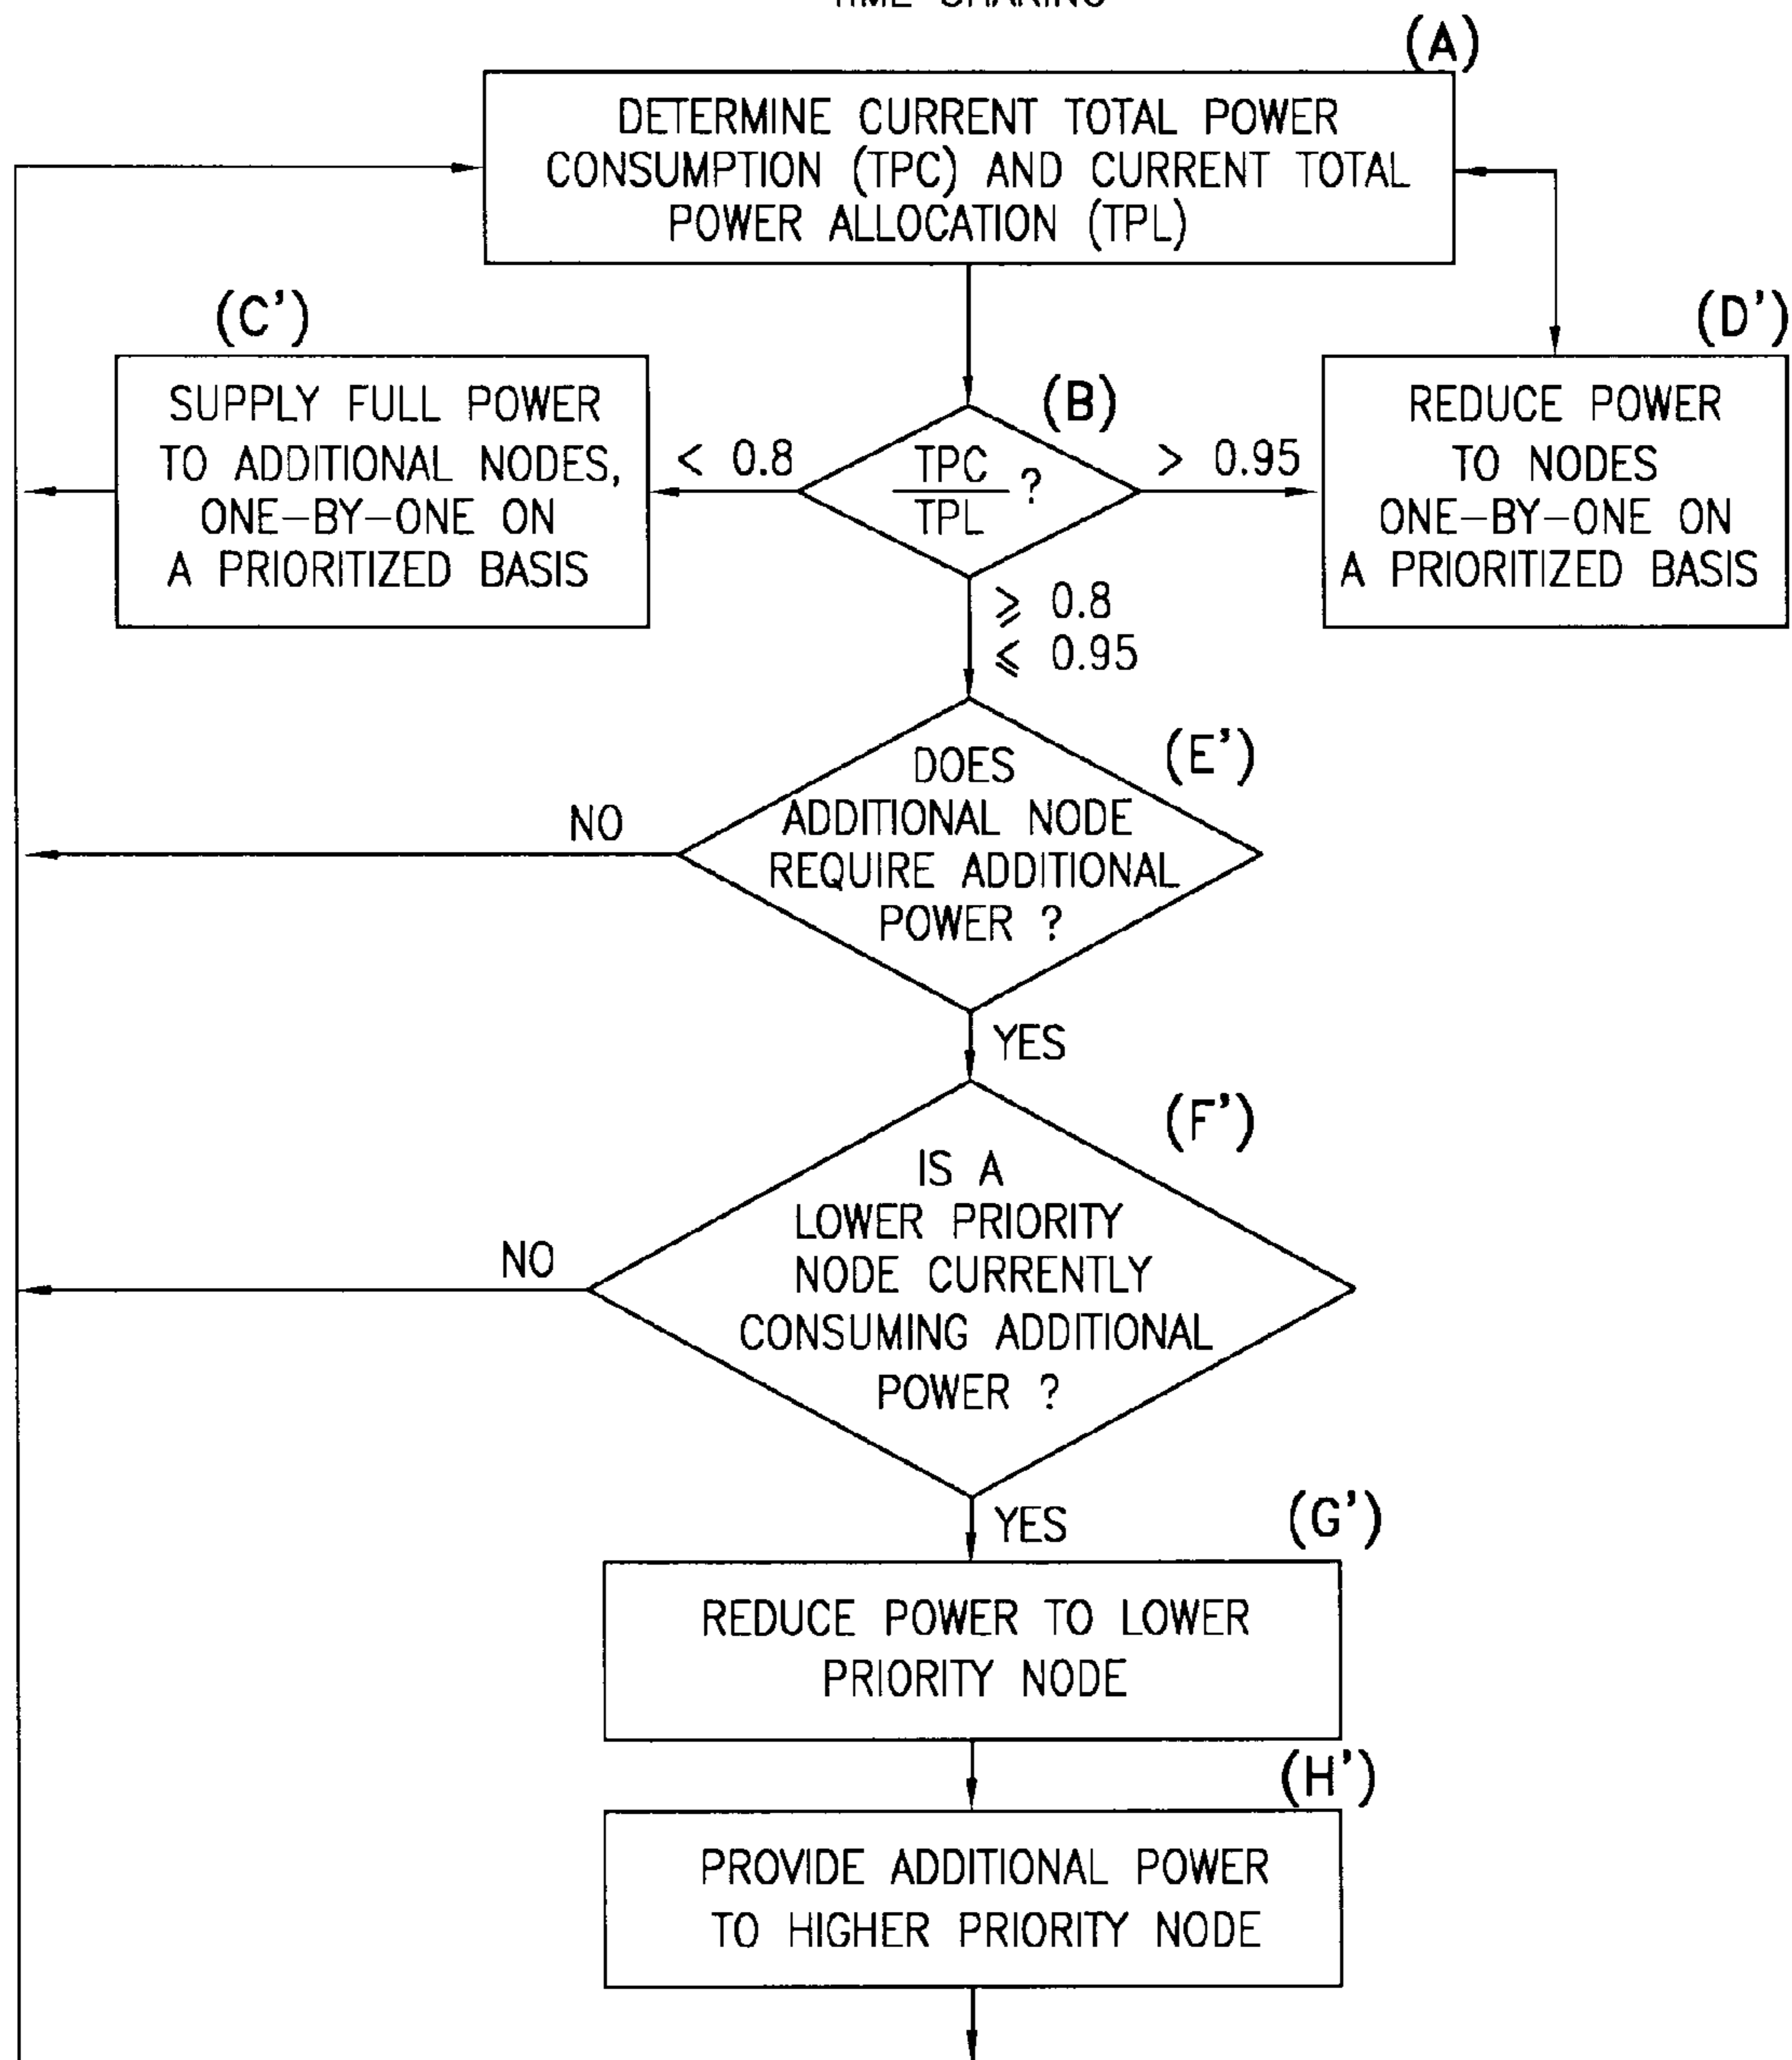 TIME SHARING
(A)
DETERMINE CURRENT TOTAL POWER
CONSUMPTION (TPC) AND CURRENT TOTAL
POWER ALLOCATION (TPL)
(C')
SUPPLY FULL POWER
TO ADDITIONAL NODES,
ONE-BY-ONE ON
A PRIORITIZED BASIS
(B)
< 0.8
TPC
TPL
?
> 0.95
(D')
REDUCE POWER
TO NODES
ONE-BY-ONE ON
A PRIORITIZED BASIS
⩾ 0.8
⩽ 0.95
(E')
DOES
ADDITIONAL NODE
REQUIRE ADDITIONAL
POWER ?
NO
YES
(F')
IS A
LOWER PRIORITY
NODE CURRENTLY
CONSUMING ADDITIONAL
POWER ?
NO
YES
(G')
REDUCE POWER TO LOWER
PRIORITY NODE
(H')
PROVIDE ADDITIONAL POWER
TO HIGHER PRIORITY NODE